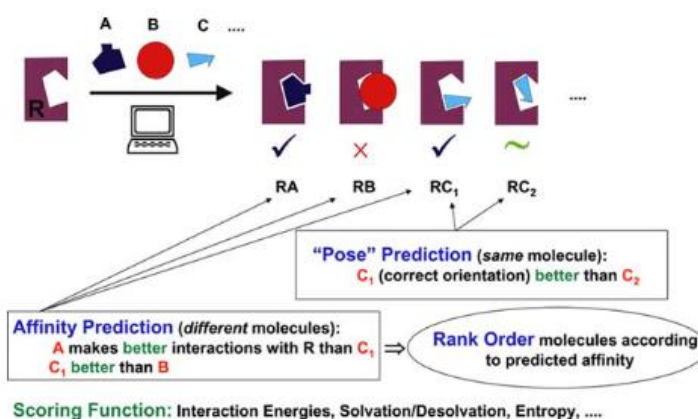 A B C ....
R
....
RA RB RC₁ RC₂
"Pose" Prediction (same molecule):
C₁ (correct orientation) better than C₂
Affinity Prediction (different molecules):
A makes better interactions with R than C₁
C₁ better than B
⇒
Rank Order molecules according
to predicted affinity
Scoring Function: Interaction Energies, Solvation/Desolvation, Entropy, ....